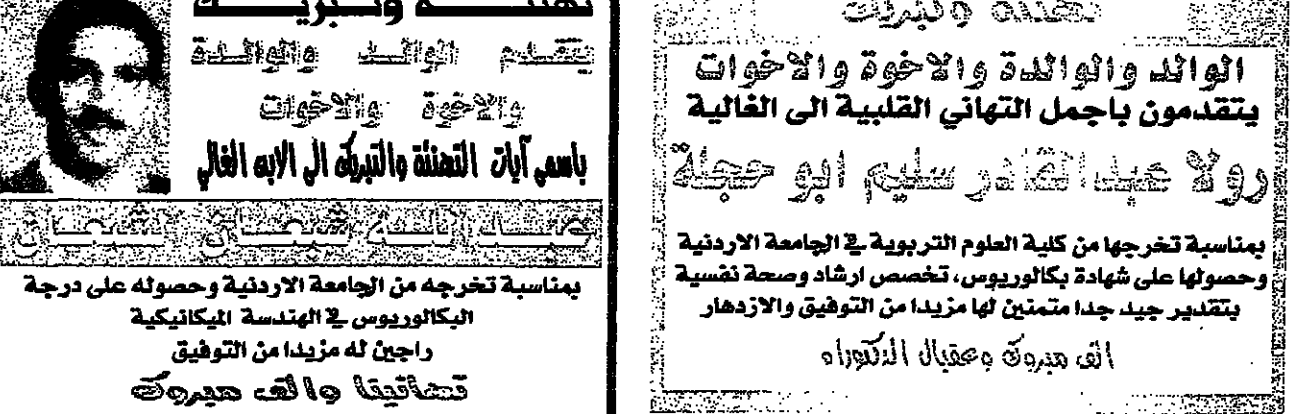 تهنئة وتبريك
الوالد والوالدة والاخوة والاخوات
يتقدمون باجمل التهاني القلبية الى الغالية
رولا عبدالقادر سليم ابو حجلة
بمناسبة تخرجها من كلية العلوم التربوية في الجامعة الاردنية
وحصولها على شهادة بكالوريوس، تخصص ارشاد وصحة نفسية
بتقدير جيد جدا متمنين لها مزيدا من التوفيق والازدهار
الف مبروك وعقبال الدكتوراه
تهنئة وتبريك
يتقدم الوالد والوالدة
والاخوة والاخوات
باسمى آيات التهنئة والتبريك الى الابن الغالي
عبد الله شعبان شعبان
بمناسبة تخرجه من الجامعة الاردنية وحصوله على درجة
البكالوريوس في الهندسة الميكانيكية
راجين له مزيدا من التوفيق
تهانينا والف مبروك